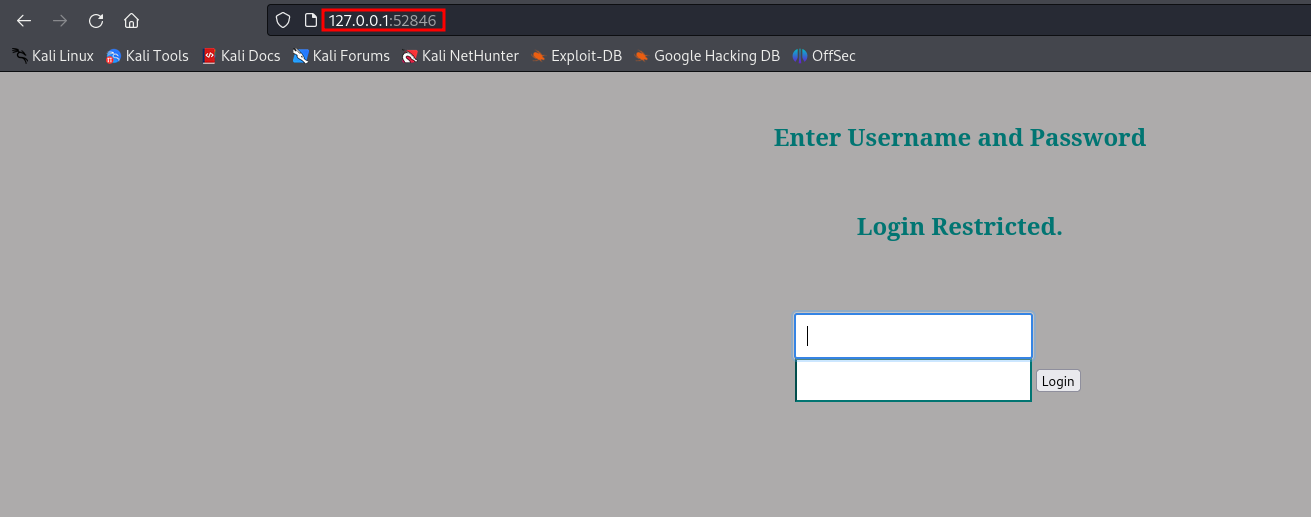 127.0.0.1:52846
Kali Linux Kali Tools Kali Docs Kali Forums Kali NetHunter Exploit-DB Google Hacking DB OffSec
Enter Username and Password
Login Restricted.
Login